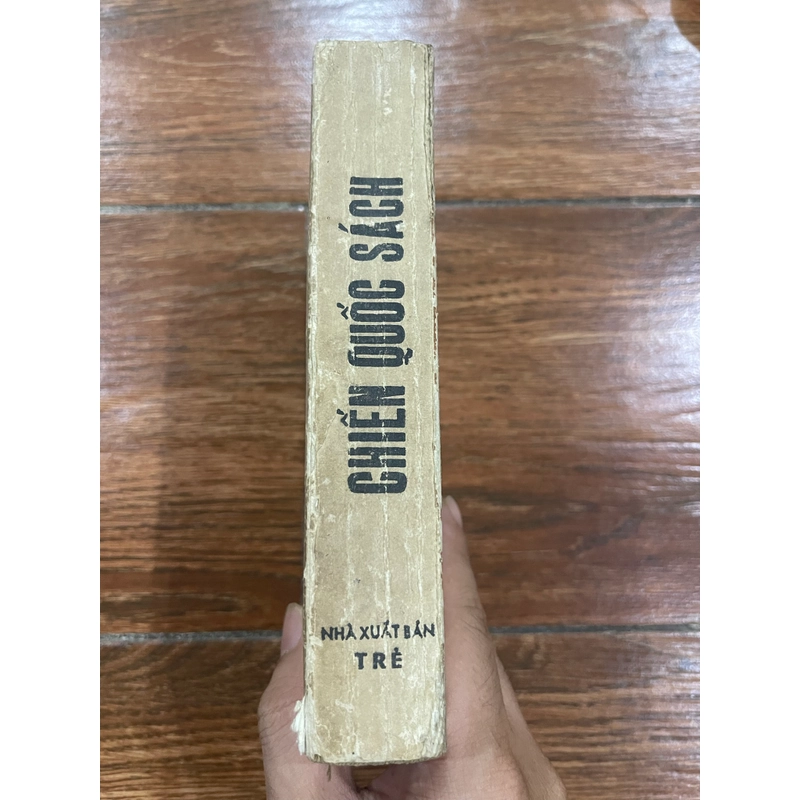 CHIẾN QUỐC SÁCH
NHÀ XUẤT BẢN
TRẺ